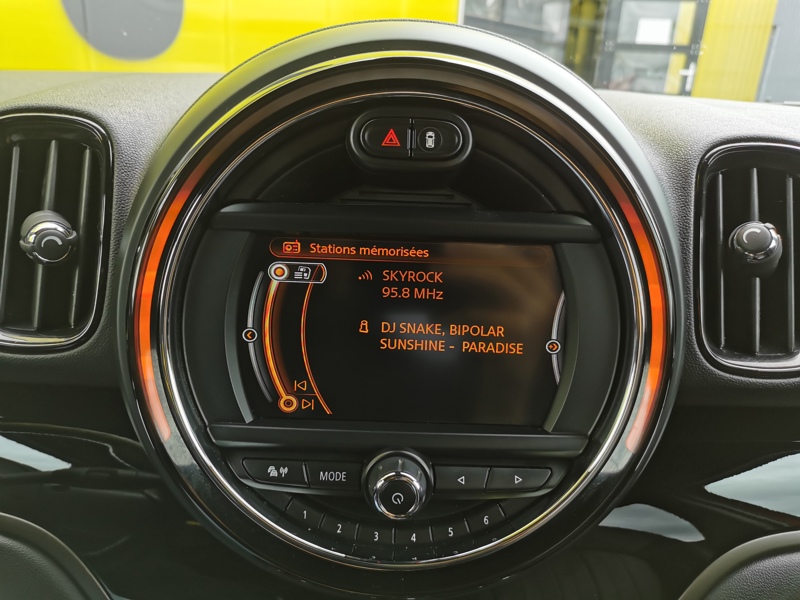 Stations mémorisées
SKYROCK
95.8 MHz
DJ SNAKE, BIPOLAR
SUNSHINE - PARADISE
MODE
1 2 3 4 5 6